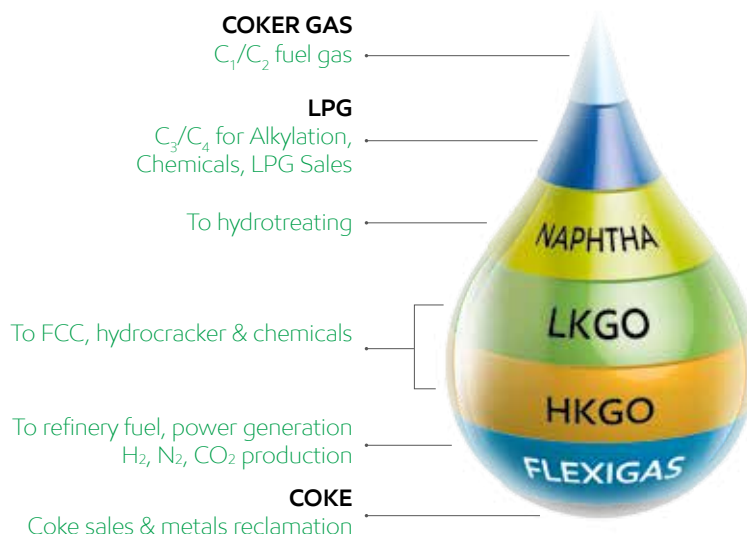 COKER GAS
C₁/C₂ fuel gas
LPG
C₃/C₄ for Alkylation,
Chemicals, LPG Sales
To hydrotreating
NAPHTHA
To FCC, hydrocracker & chemicals
LKGO
HKGO
To refinery fuel, power generation
H₂, N₂, CO₂ production
FLEXIGAS
COKE
Coke sales & metals reclamation